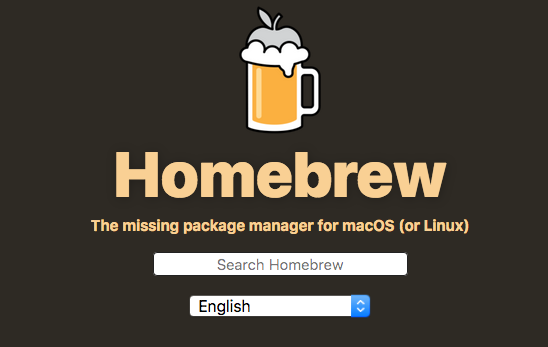 Homebrew
The missing package manager for macOS (or Linux)
Search Homebrew
English